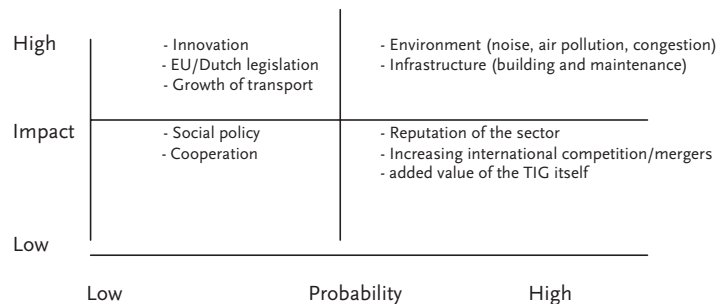 High
- Innovation
- EU/Dutch legislation
- Growth of transport
- Environment (noise, air pollution, congestion)
- Infrastructure (building and maintenance)
Impact
- Social policy
- Cooperation
- Reputation of the sector
- Increasing international competition/mergers
- added value of the TIG itself
Low
Low
Probability
High